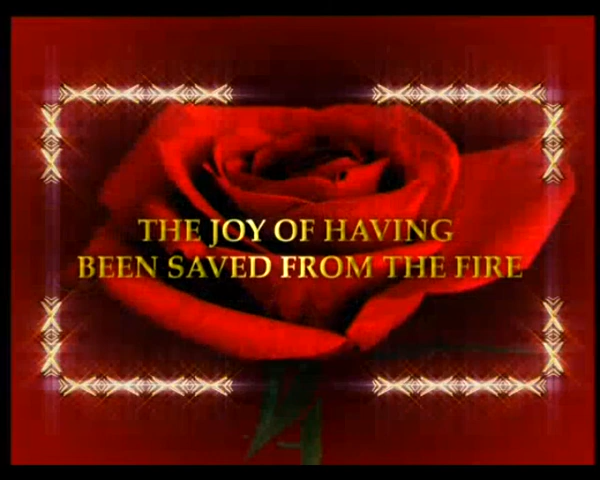 THE JOY OF HAVING
BEEN SAVED FROM THE FIRE